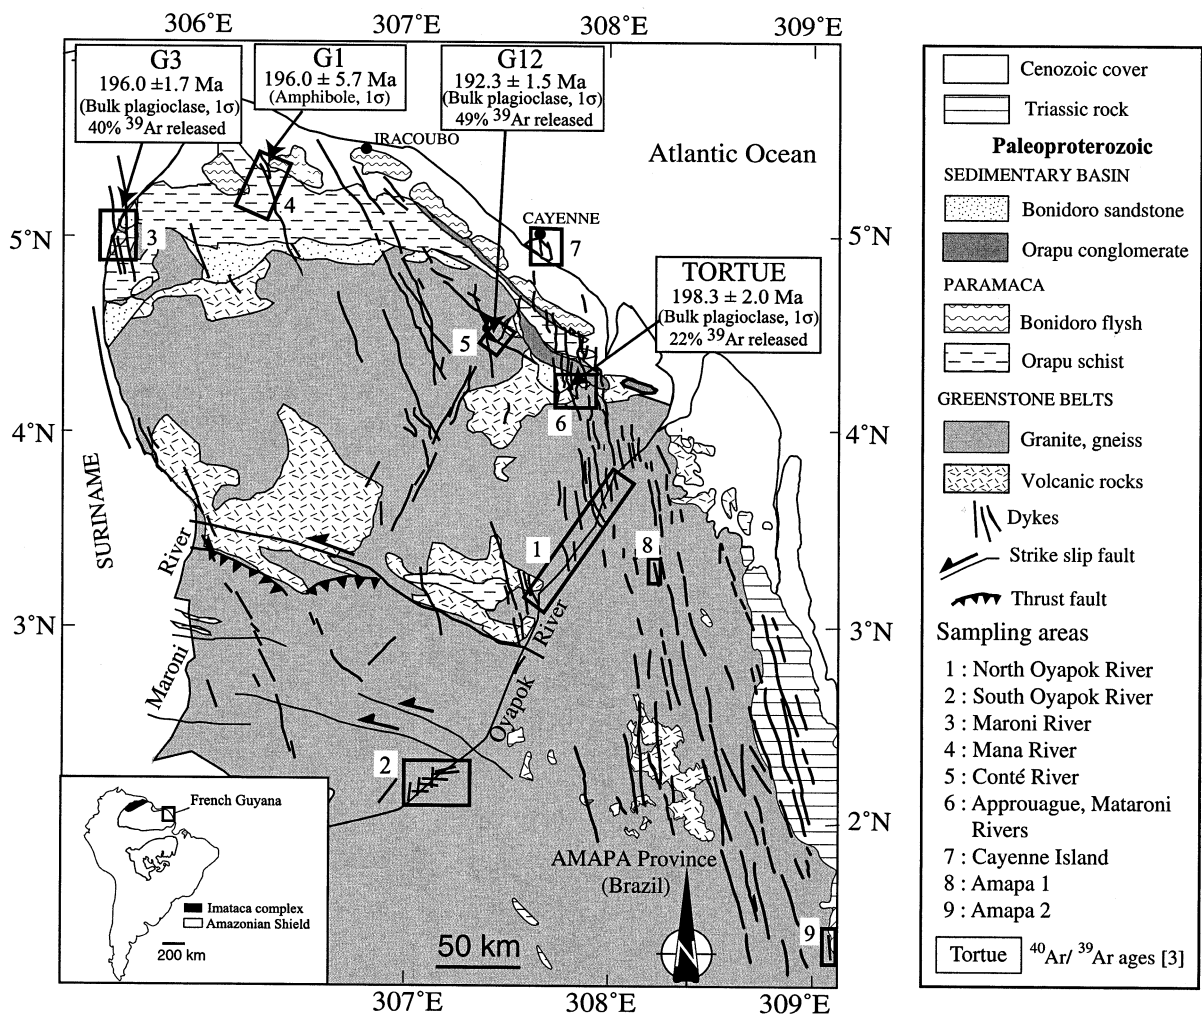 306°E
307°E
308°E
309°E
G3
196.0 ±1.7 Ma
(Bulk plagioclase, 1σ)
40% 39Ar released
G1
196.0 ±5.7 Ma
(Amphibole, 1σ)
G12
192.3 ± 1.5 Ma
(Bulk plagioclase, 1σ)
49% 39Ar released
IRACOUBO
Atlantic Ocean
4
CAYENNE
5°N
3
7
5°N
TORTUE
198.3 ± 2.0 Ma
(Bulk plagioclase, 1σ)
22% 39Ar released
5
6
4°N
4°N
SURINAME
River
1
8
3°N
River
3°N
Maroni
Oyapok
2
2°N
French Guyana
AMAPA Province
(Brazil)
Imataca complex
Amazonian Shield
200 km
50 km
N
9
307°E
308°E
309°E
Cenozoic cover
Triassic rock
Paleoproterozoic
SEDIMENTARY BASIN
Bonidoro sandstone
Orapu conglomerate
PARAMACA
Bonidoro flysh
Orapu schist
GREENSTONE BELTS
Granite, gneiss
Volcanic rocks
Dykes
Strike slip fault
Thrust fault
Sampling areas
1 : North Oyapok River
2 : South Oyapok River
3 : Maroni River
4 : Mana River
5 : Conté River
6 : Approuague, Mataroni
Rivers
7 : Cayenne Island
8 : Amapa 1
9 : Amapa 2
Tortue
40Ar/ 39Ar ages [3]